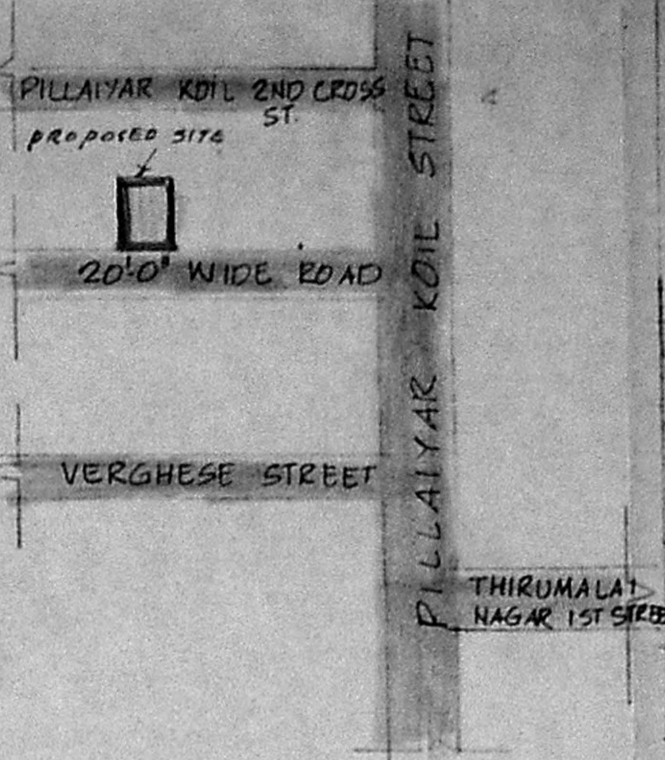 PILLAIYAR KOIL 2ND CROSS
ST.
PROPOSED SITE
20'-0" WIDE ROAD
PILLAIYAR KOIL STREET
VERGHESE STREET
THIRUMALAI
NAGAR 1ST STREE